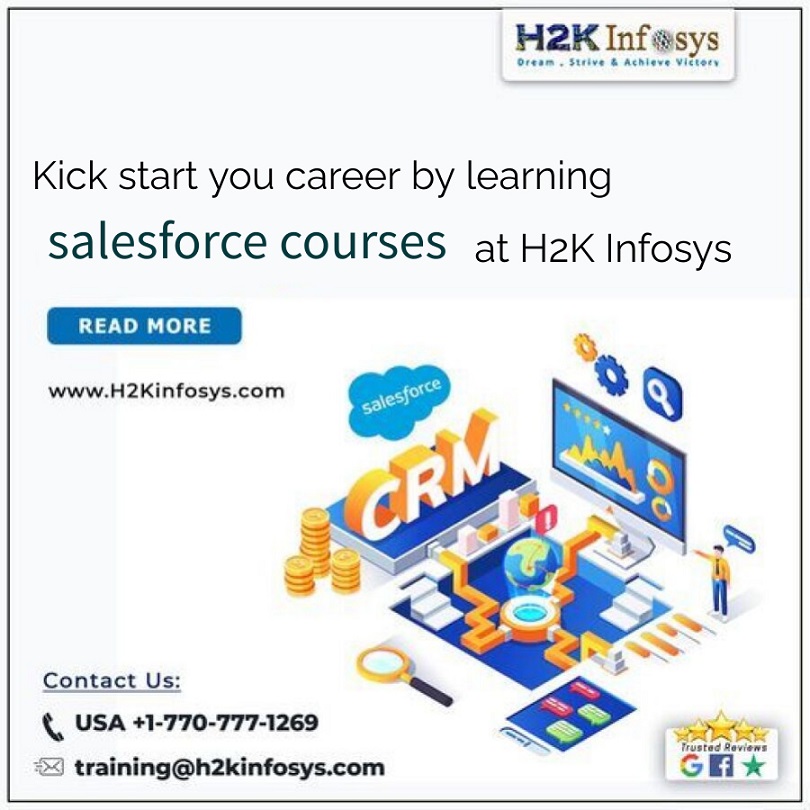 H2K Infosys
Dream . Strive & Achieve Victory
Kick start you career by learning
salesforce courses at H2K Infosys
READ MORE
www.H2Kinfosys.com
salesforce
CRM
Contact Us:
USA +1-770-777-1269
training@h2kinfosys.com
Trusted Reviews